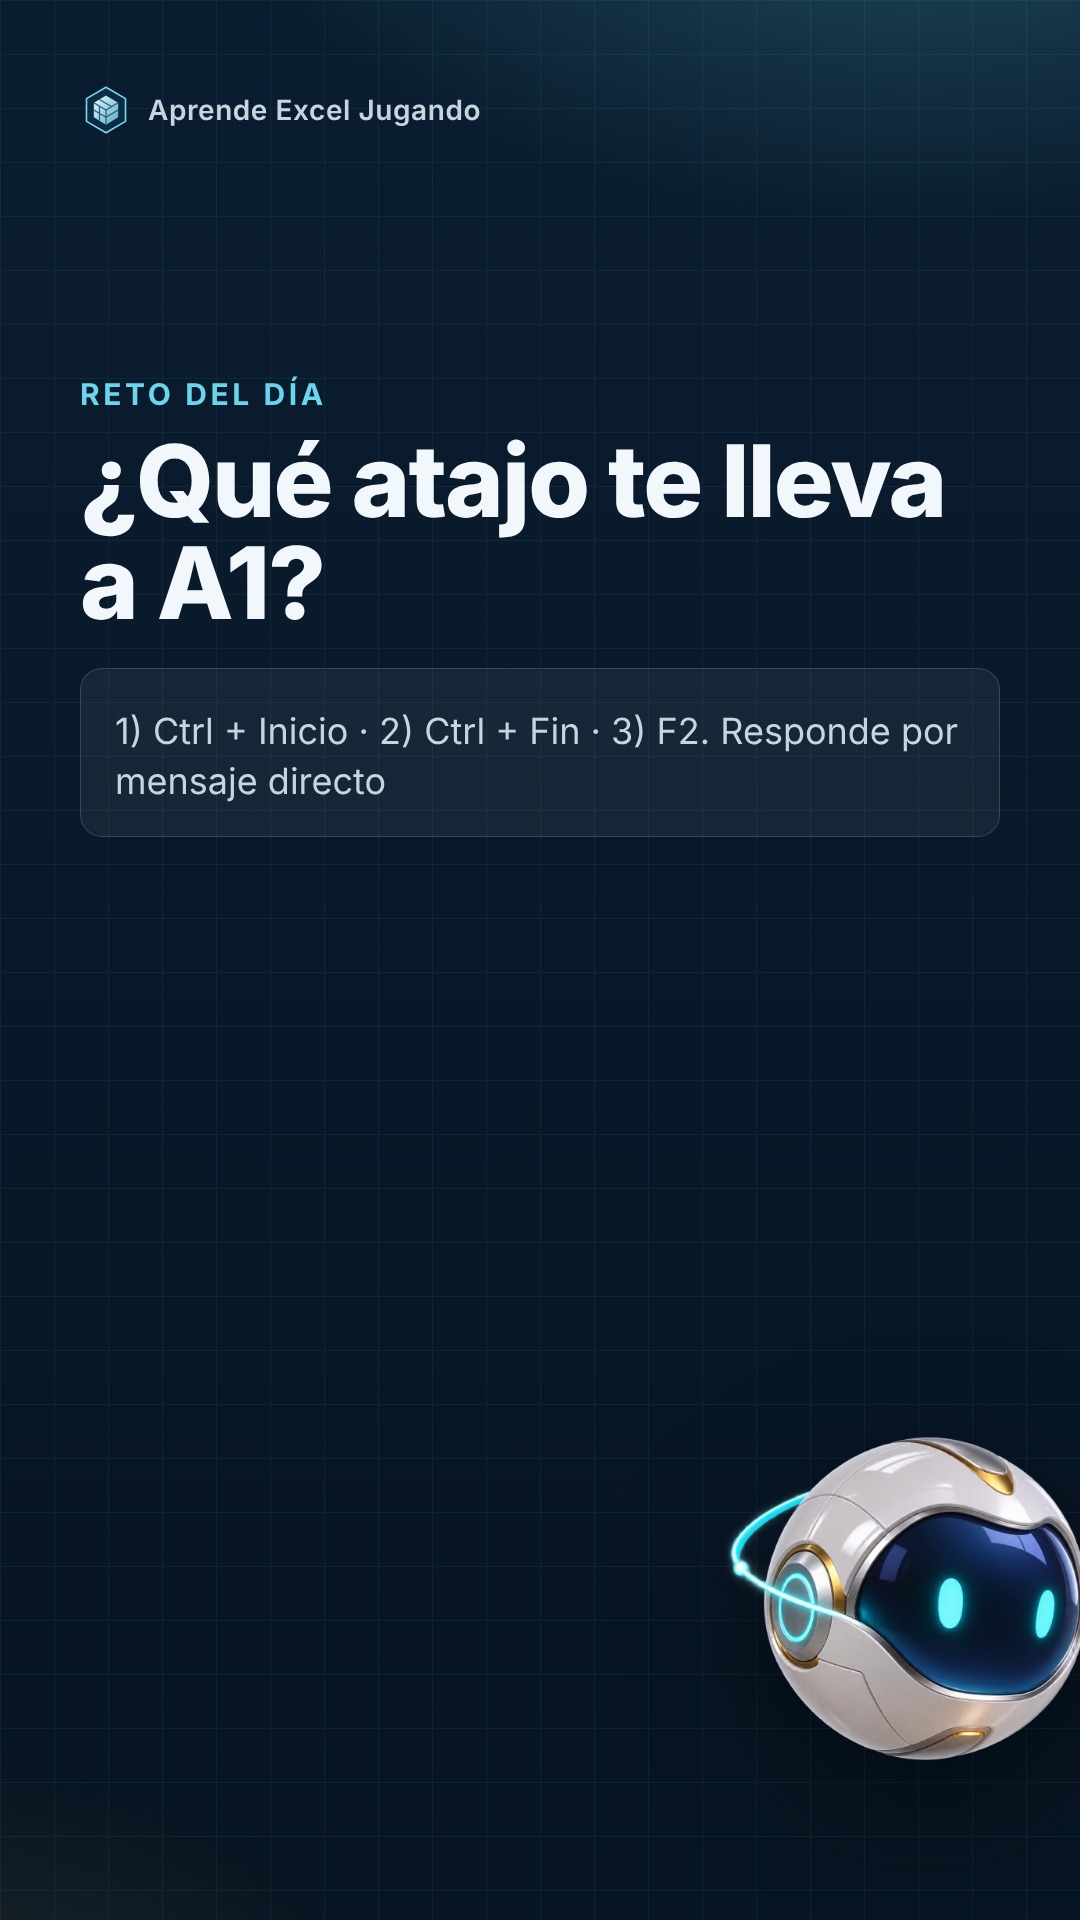 Aprende Excel Jugando
RETO DEL DÍA
¿Qué atajo te lleva
a A1?
1) Ctrl + Inicio · 2) Ctrl + Fin · 3) F2. Responde por
mensaje directo